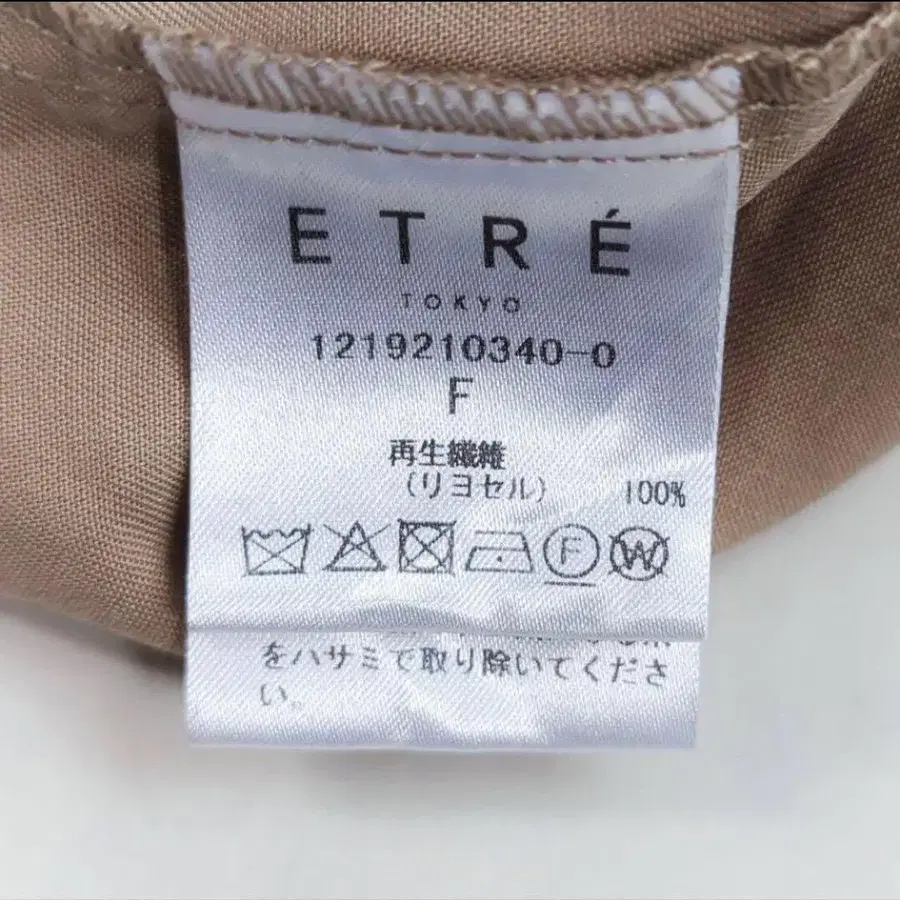 ETRÉ
TOKYO
1219210340-0
F
再生繊維
(リヨセル) 100%
F
W
をハサミで取り除いてくださ
い。